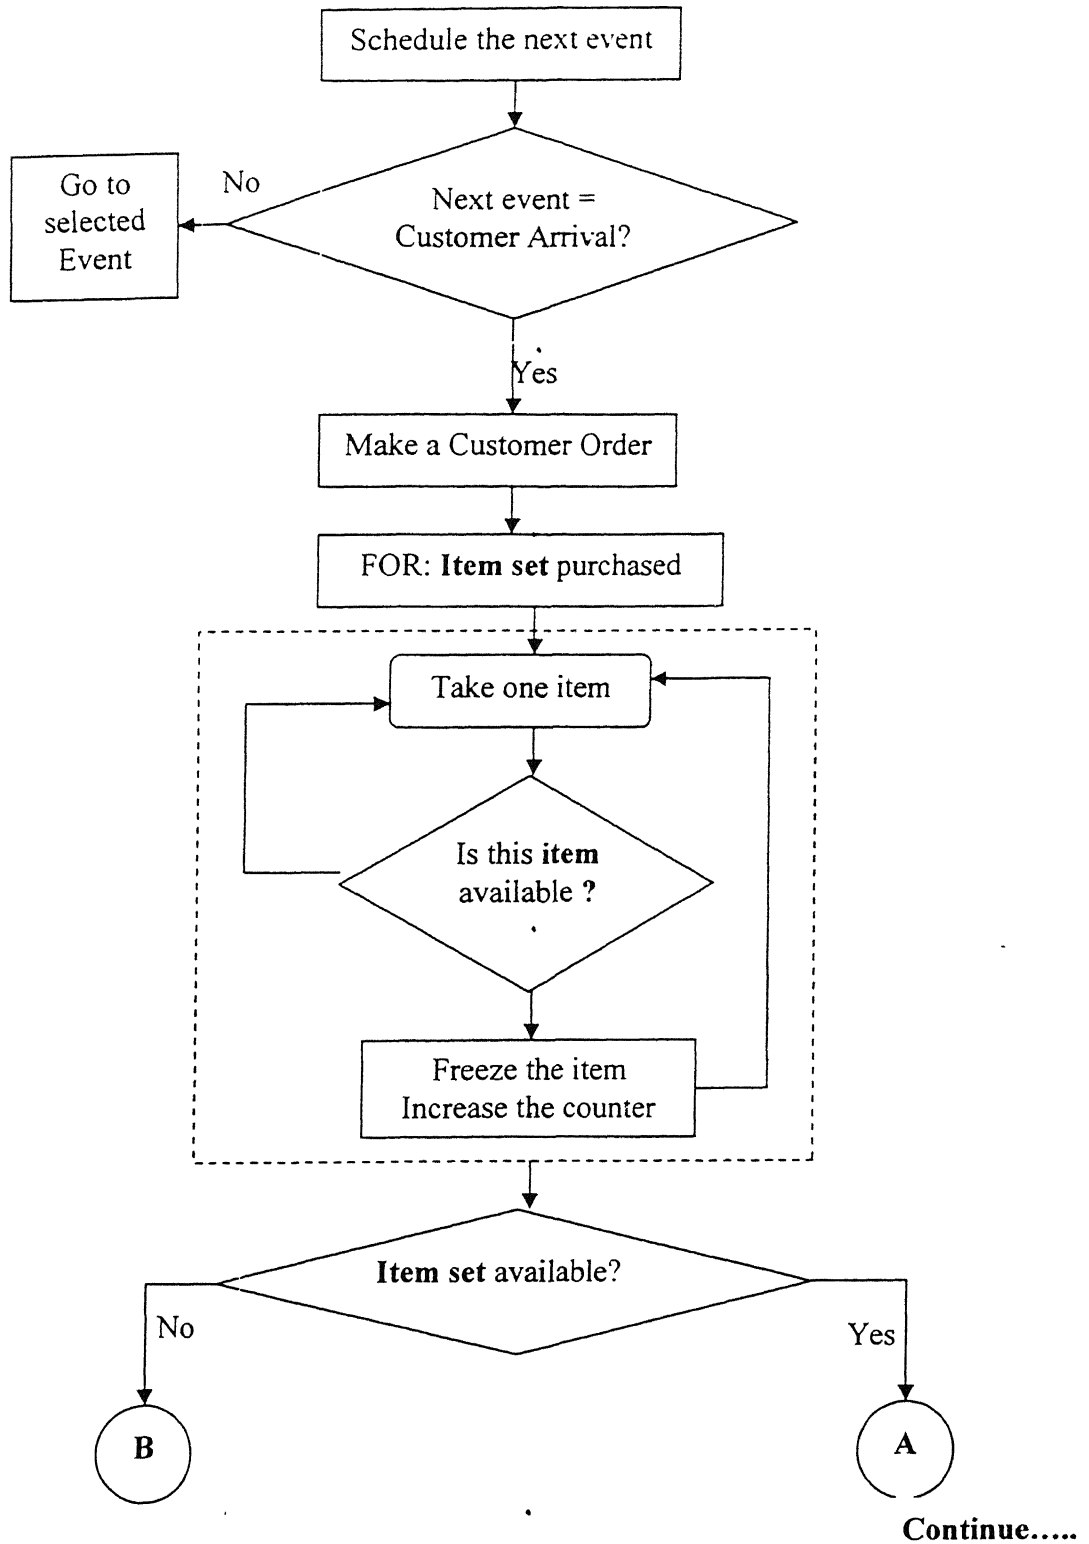 Schedule the next event
No
Go to
selected
Event
Next event =
Customer Arrival?
Yes
Make a Customer Order
FOR: Item set purchased
Take one item
Is this item
available ?
Freeze the item
Increase the counter
Item set available?
No
Yes
B
A
Continue.....